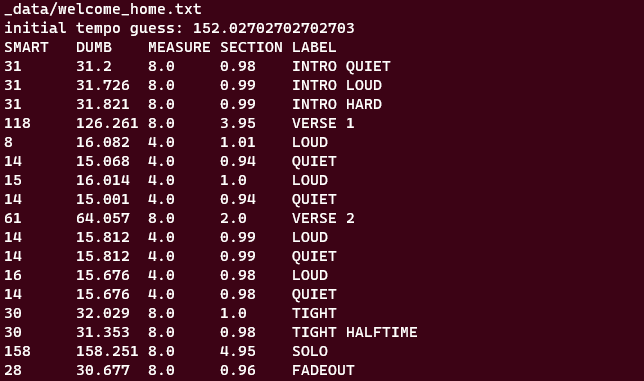 _data/welcome_home.txt
initial tempo guess: 152.02702702702703
SMART DUMB MEASURE SECTION LABEL
31 31.2 8.0 0.98 INTRO QUIET
31 31.726 8.0 0.99 INTRO LOUD
31 31.821 8.0 0.99 INTRO HARD
118 126.261 8.0 3.95 VERSE 1
8 16.082 4.0 1.01 LOUD
14 15.068 4.0 0.94 QUIET
15 16.014 4.0 1.0 LOUD
14 15.001 4.0 0.94 QUIET
61 64.057 8.0 2.0 VERSE 2
14 15.812 4.0 0.99 LOUD
14 15.812 4.0 0.99 QUIET
16 15.676 4.0 0.98 LOUD
14 15.676 4.0 0.98 QUIET
30 32.029 8.0 1.0 TIGHT
30 31.353 8.0 0.98 TIGHT HALFTIME
158 158.251 8.0 4.95 SOLO
28 30.677 8.0 0.96 FADEOUT